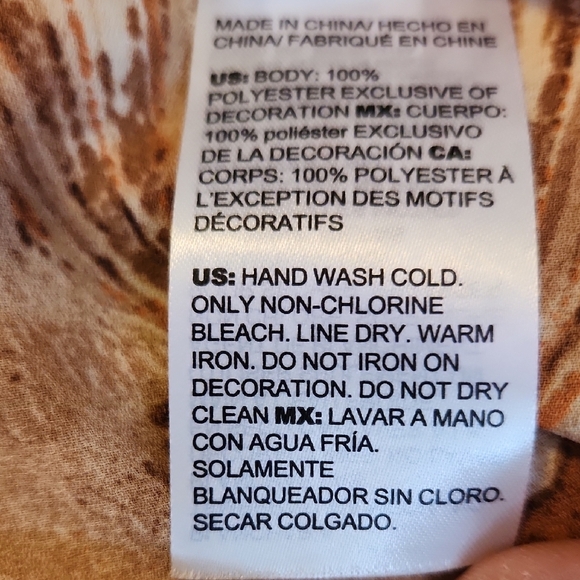 MADE IN CHINA/ HECHO EN
CHINA/ FABRIQUÉ EN CHINE
US: BODY: 100%
POLYESTER EXCLUSIVE OF
DECORATION MX: CUERPO:
100% poliéster EXCLUSIVO
DE LA DECORACIÓN CA:
CORPS: 100% POLYESTER À
L'EXCEPTION DES MOTIFS
DÉCORATIFS
US: HAND WASH COLD.
ONLY NON-CHLORINE
BLEACH. LINE DRY. WARM
IRON. DO NOT IRON ON
DECORATION. DO NOT DRY
CLEAN MX: LAVAR A MANO
CON AGUA FRÍA.
SOLAMENTE
BLANQUEADOR SIN CLORO.
SECAR COLGADO.